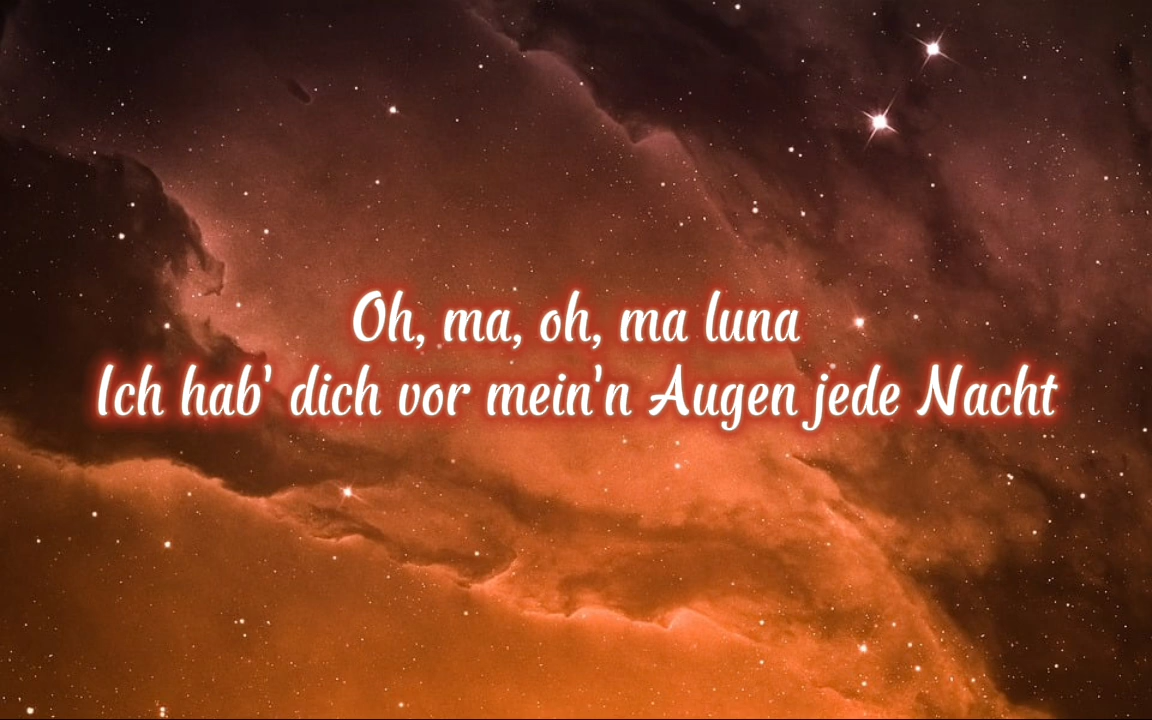 Oh, ma, oh, ma luna
Ich hab' dich vor mein'n Augen jede Nacht